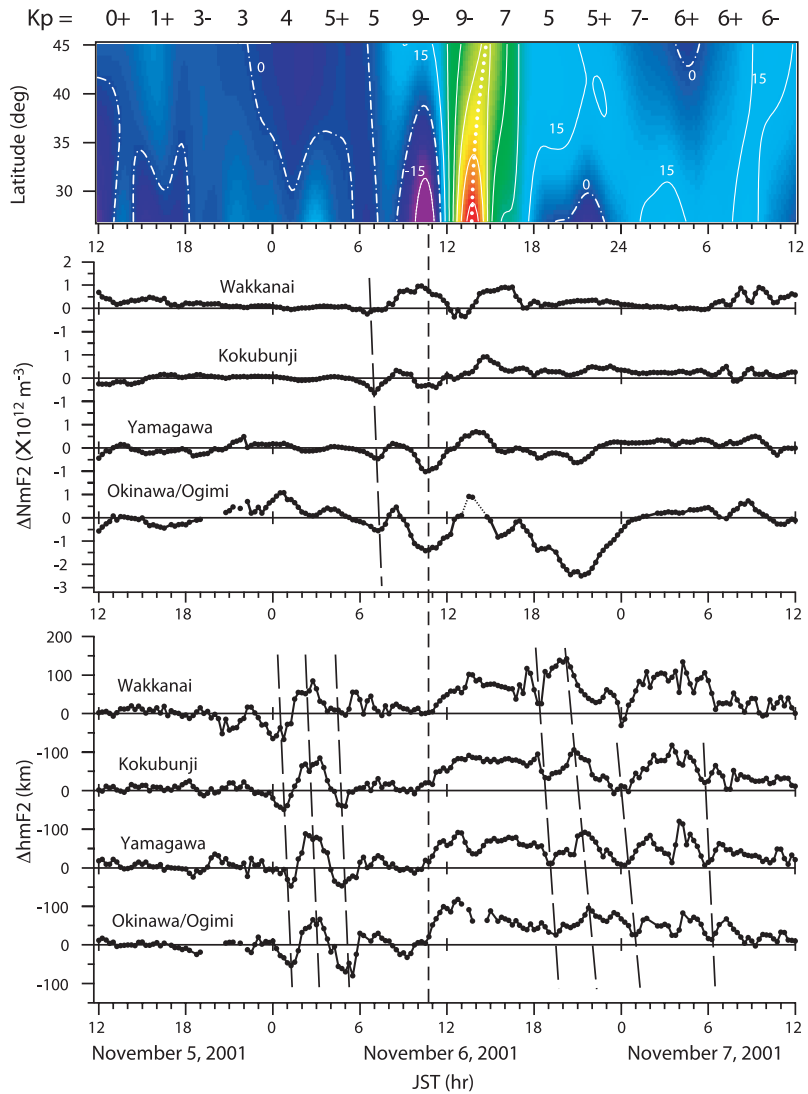 Kp = 0+ 1+ 3- 3 4 5+ 5 9- 9- 7 5 5+ 7- 6+ 6+ 6-
45
40
35
30
Latitude (deg)
0
15
0
15
-15
15
15
15
0
0
15
12 18 0 6 12 18 24 6 12
2
1
0
-1
1
0
-1
1
0
-1
1
0
-1
-2
-3
ΔNmF2 (X10¹² m⁻³)
Wakkanai
Kokubunji
Yamagawa
Okinawa/Ogimi
12 18 0 6 12 18 0 6 12
200
100
0
-100
0
-100
0
-100
0
-100
ΔhmF2 (km)
Wakkanai
Kokubunji
Yamagawa
Okinawa/Ogimi
12 18 0 6 12 18 0 6 12
November 5, 2001 November 6, 2001 November 7, 2001
JST (hr)